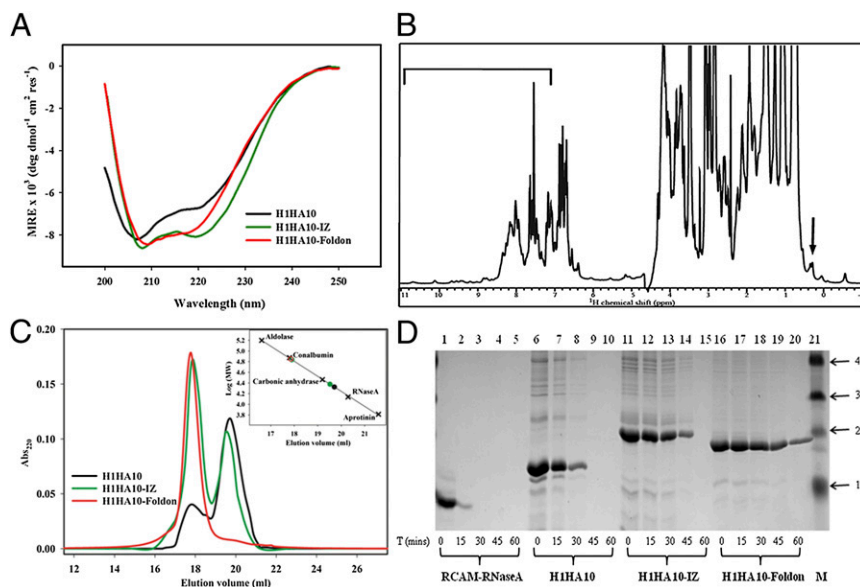 A
0
-2
-4
-6
-8
MRE x 10³ (deg dmol⁻¹ cm² res⁻¹)
H1HA10
H1HA10-IZ
H1HA10-Foldon
200 210 220 230 240 250
Wavelength (nm)
B
11 10 9 8 7 6 5 4 3 2 1 0
¹H chemical shift (ppm)
C
0.20
0.15
0.10
0.05
0.00
Abs₂₂₀
H1HA10
H1HA10-IZ
H1HA10-Foldon
12 14 16 18 20 22 24 26
Elution volume (ml)
5.2
5.0
4.8
4.6
4.4
4.2
4.0
3.8
Log (MW)
Aldolase
Conalbumin
Carbonic anhydrase
RNaseA
Aprotinin
17 18 19 20 21
Elution volume (ml)
D
1 2 3 4 5 6 7 8 9 10 11 12 13 14 15 16 17 18 19 20 21
4
3
2
1
T (mins) 0 15 30 45 60 0 15 30 45 60 0 15 30 45 60 0 15 30 45 60
RCAM-RNaseA H1HA10 H1HA10-IZ H1HA10-Foldon M